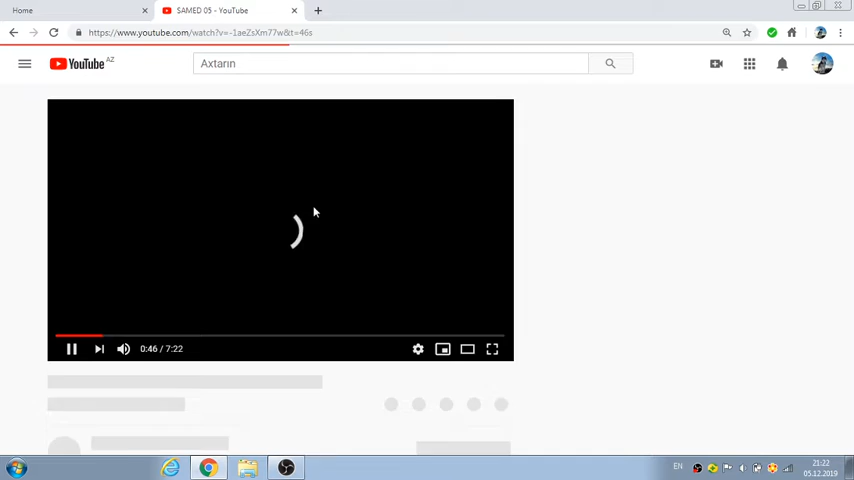 Home
SAMED 05 - YouTube
https://www.youtube.com/watch?v=-1aeZsXm77w&t=46s
YouTube AZ
Axtarın
0:46 / 7:22
EN
21:22
05.12.2019